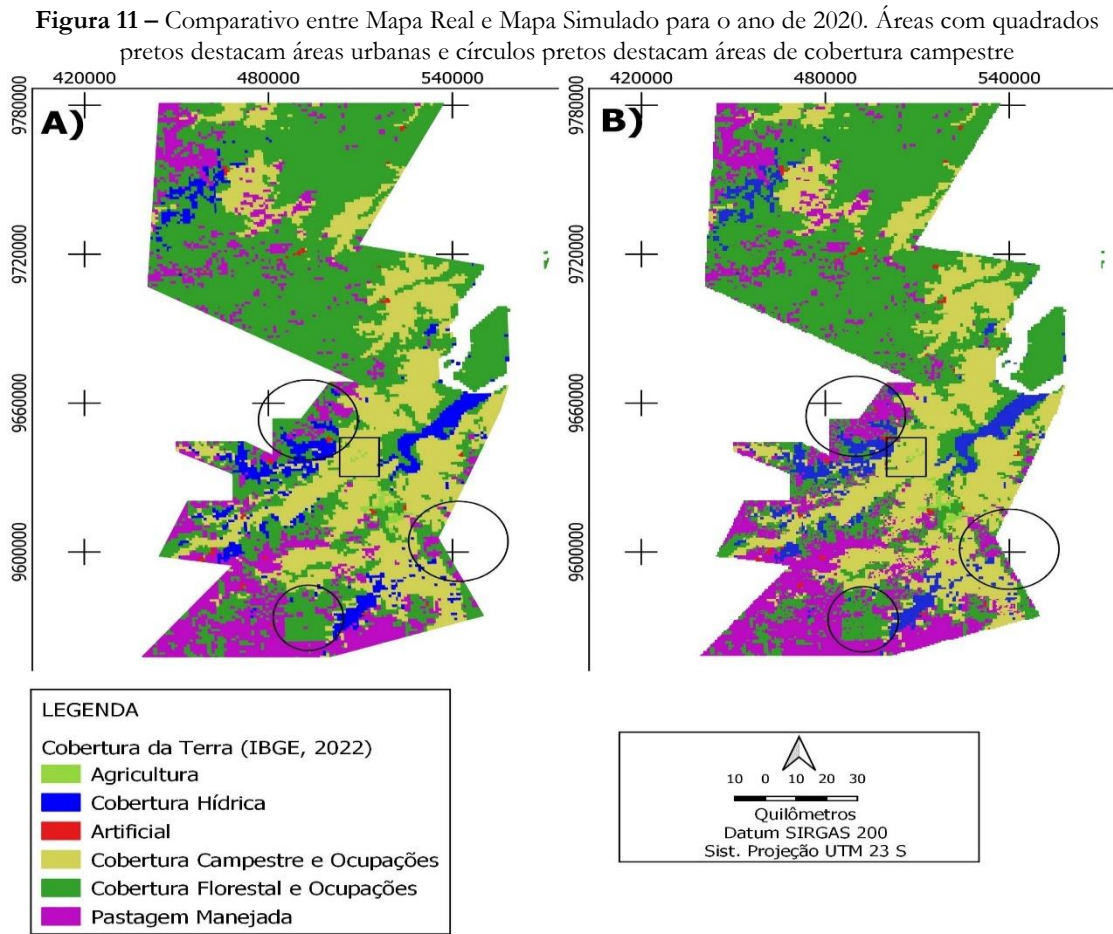 Figura 11 – Comparativo entre Mapa Real e Mapa Simulado para o ano de 2020. Áreas com quadrados
pretos destacam áreas urbanas e círculos pretos destacam áreas de cobertura campestre
420000 480000 540000
420000 480000 540000
A)
B)
9780000
9720000
9660000
9600000
9780000
9720000
9660000
9600000
LEGENDA
Cobertura da Terra (IBGE, 2022)
Agricultura
Cobertura Hídrica
Artificial
Cobertura Campestre e Ocupações
Cobertura Florestal e Ocupações
Pastagem Manejada
10 0 10 20 30
Quilômetros
Datum SIRGAS 200
Sist. Projeção UTM 23 S